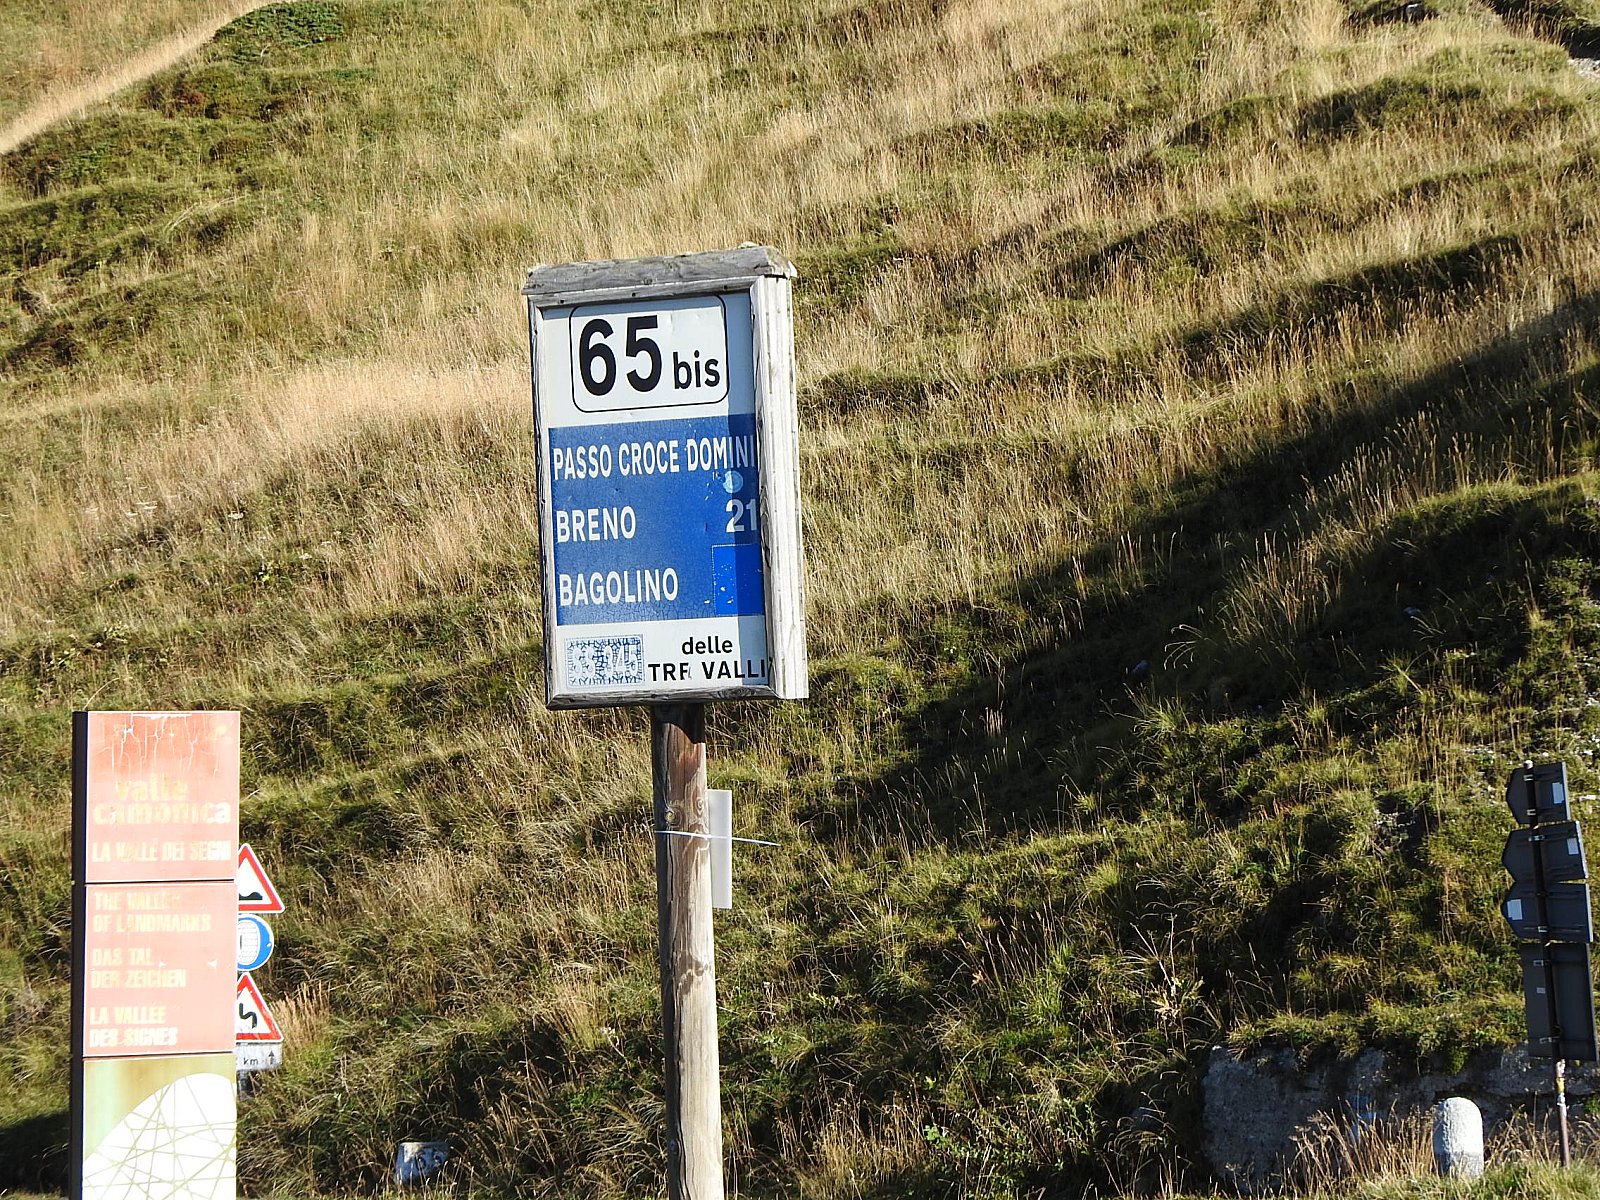 65 bis
PASSO CROCE DOMINI
BRENO 21
BAGOLINO
delle
TRE VALLI
valle
camonica
LA VALLE DEI SEGNI
THE VALLEY
OF LANDMARKS
DAS TAL
DER ZEICHEN
LA VALLÉE
DES SIGNES
km